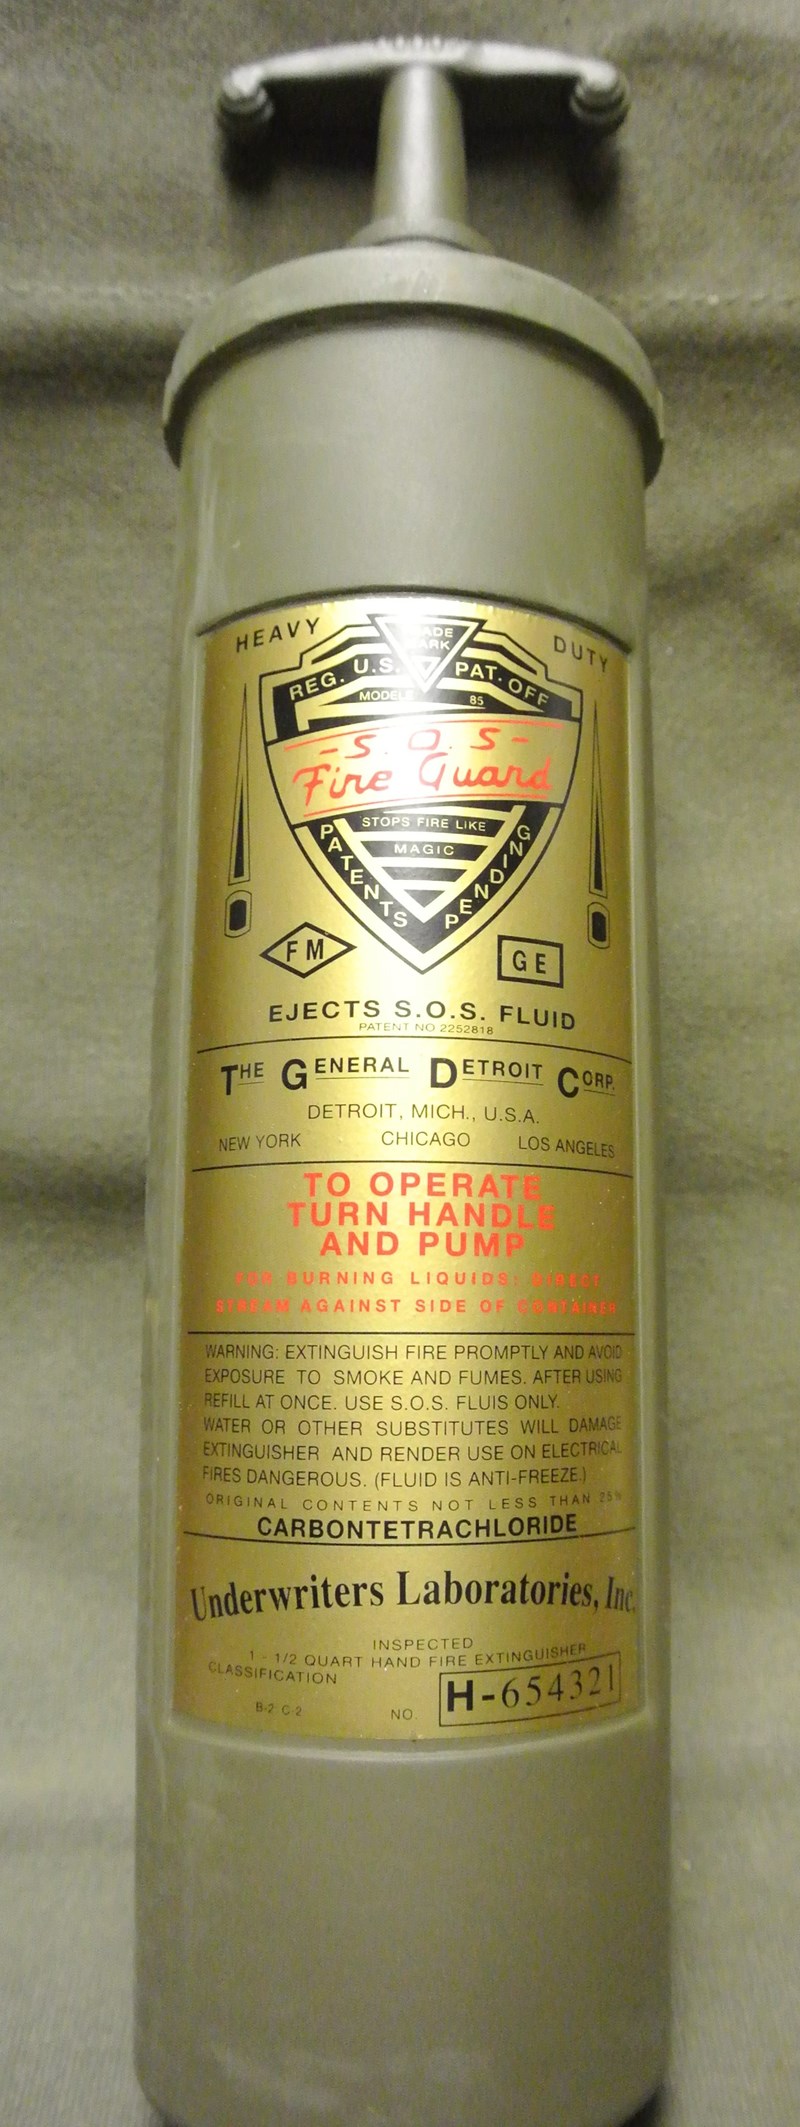 HEAVY DUTY
TRADE
MARK
REG. U.S. PAT. OFF
MODELS 85
-S.O.S-
Fire Guard
STOPS FIRE LIKE
MAGIC
PATENTS PENDING
FM GE
EJECTS S.O.S. FLUID
PATENT NO 2252818
THE GENERAL DETROIT CORP.
DETROIT, MICH., U.S.A.
NEW YORK CHICAGO LOS ANGELES
TO OPERATE
TURN HANDLE
AND PUMP
FOR BURNING LIQUIDS: DIRECT
STREAM AGAINST SIDE OF CONTAINER
WARNING: EXTINGUISH FIRE PROMPTLY AND AVOID
EXPOSURE TO SMOKE AND FUMES. AFTER USING
REFILL AT ONCE. USE S.O.S. FLUIS ONLY.
WATER OR OTHER SUBSTITUTES WILL DAMAGE
EXTINGUISHER AND RENDER USE ON ELECTRICAL
FIRES DANGEROUS. (FLUID IS ANTI-FREEZE.)
ORIGINAL CONTENTS NOT LESS THAN 25%
CARBONTETRACHLORIDE
Underwriters Laboratories, Inc.
INSPECTED
1 - 1/2 QUART HAND FIRE EXTINGUISHER
CLASSIFICATION
B-2 C-2 NO. H-654321